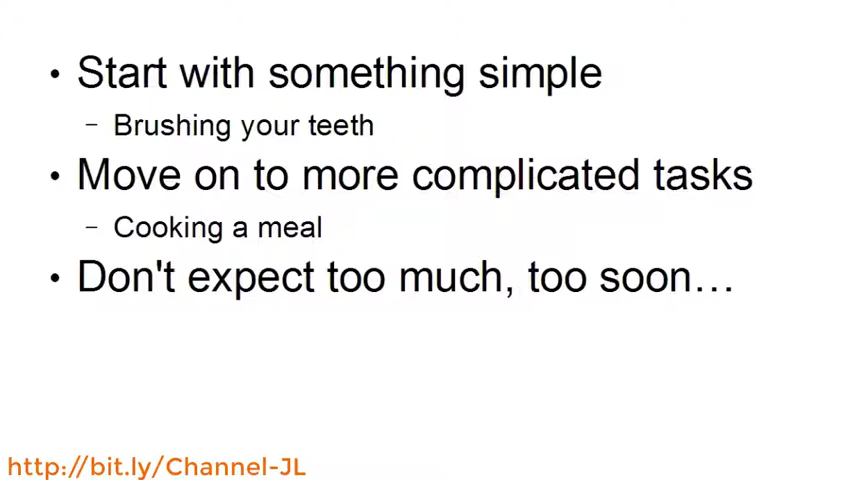 • Start with something simple
– Brushing your teeth
• Move on to more complicated tasks
– Cooking a meal
• Don't expect too much, too soon…
http://bit.ly/Channel-JL